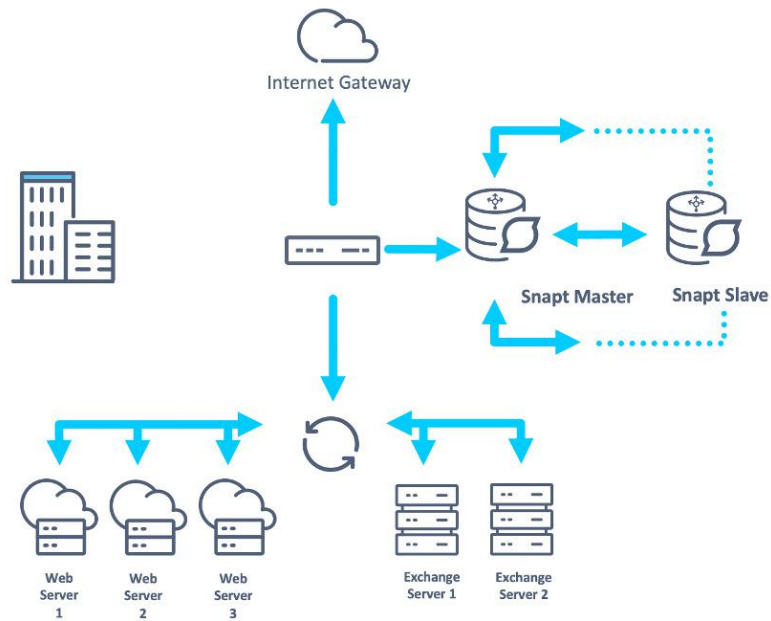 Internet Gateway
Snapt Master
Snapt Slave
Web
Server
1
Web
Server
2
Web
Server
3
Exchange
Server 1
Exchange
Server 2